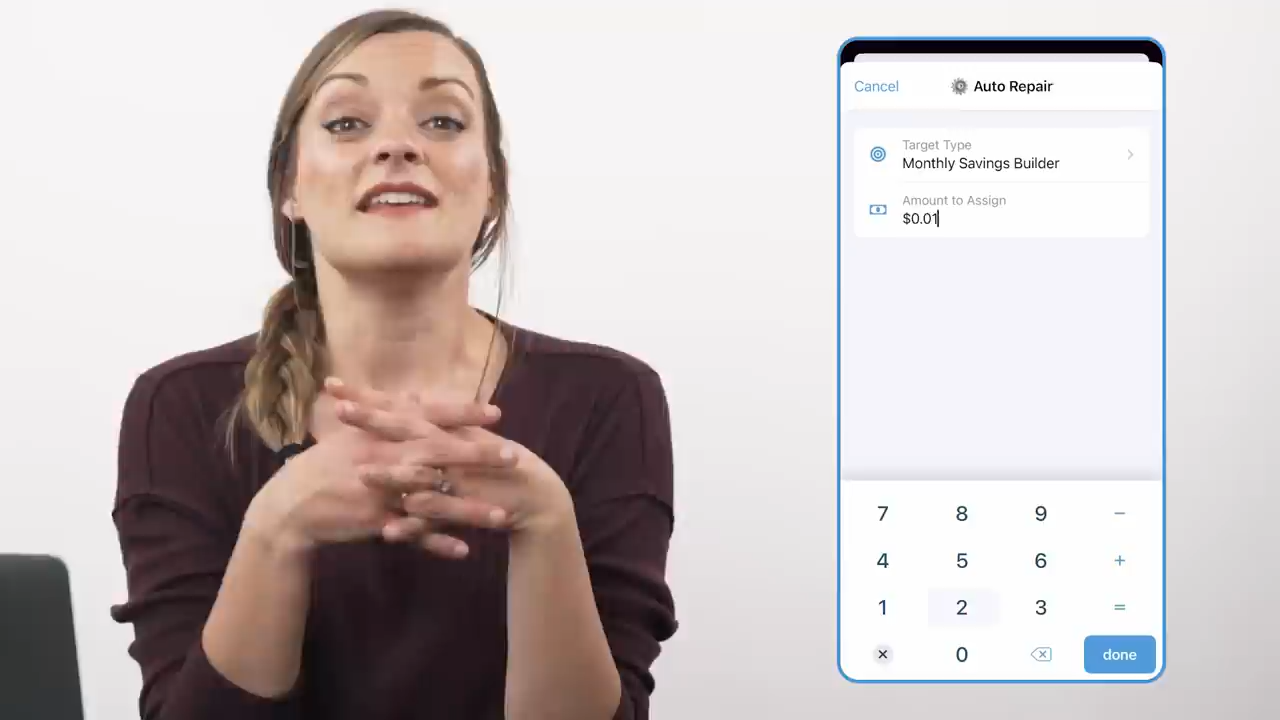 Cancel
Auto Repair
Target Type
Monthly Savings Builder
Amount to Assign
$0.01
7 8 9 −
4 5 6 +
1 2 3 =
0 done